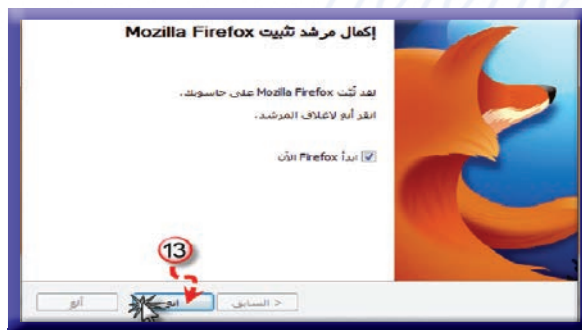 إكمال مرشد تثبيت Mozilla Firefox
لقد ثُبّت Mozilla Firefox على حاسوبك.
انقر أنهِ لإغلاق المرشد.
ابدأ Firefox الآن
13
< السابق
ألغِ